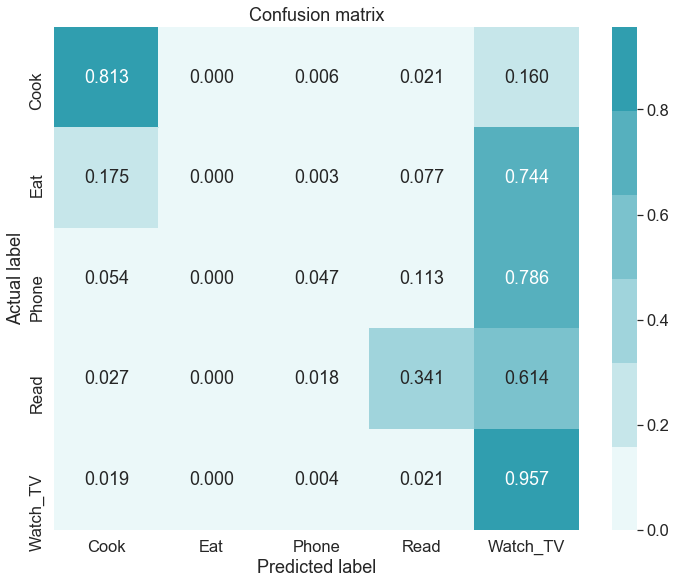 Confusion matrix
Cook 0.813 0.000 0.006 0.021 0.160
Eat 0.175 0.000 0.003 0.077 0.744
Phone 0.054 0.000 0.047 0.113 0.786
Read 0.027 0.000 0.018 0.341 0.614
Watch_TV 0.019 0.000 0.004 0.021 0.957
Actual label
Cook Eat Phone Read Watch_TV
Predicted label
0.8
0.6
0.4
0.2
0.0